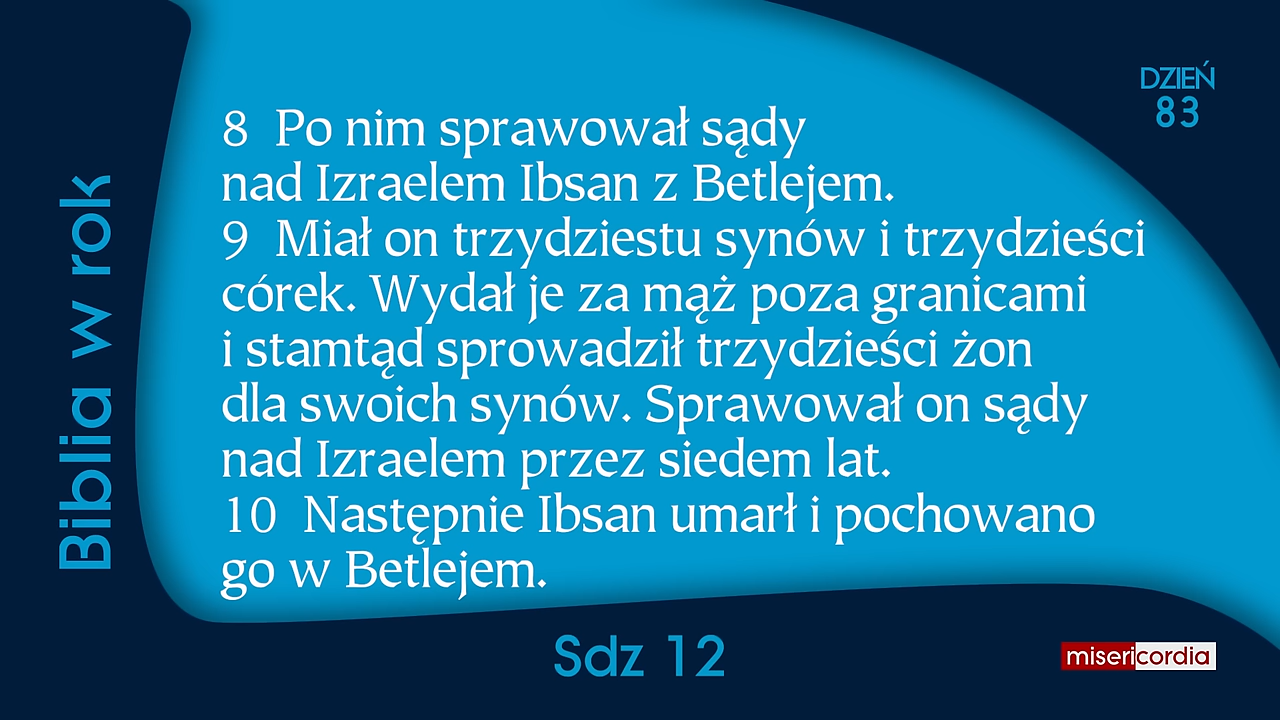 DZIEŃ
83
8 Po nim sprawował sądy
nad Izraelem Ibsan z Betlejem.
9 Miał on trzydziestu synów i trzydzieści
córek. Wydał je za mąż poza granicami
i stamtąd sprowadził trzydzieści żon
dla swoich synów. Sprawował on sądy
nad Izraelem przez siedem lat.
10 Następnie Ibsan umarł i pochowano
go w Betlejem.
Biblia w rok
Sdz 12
misericordia